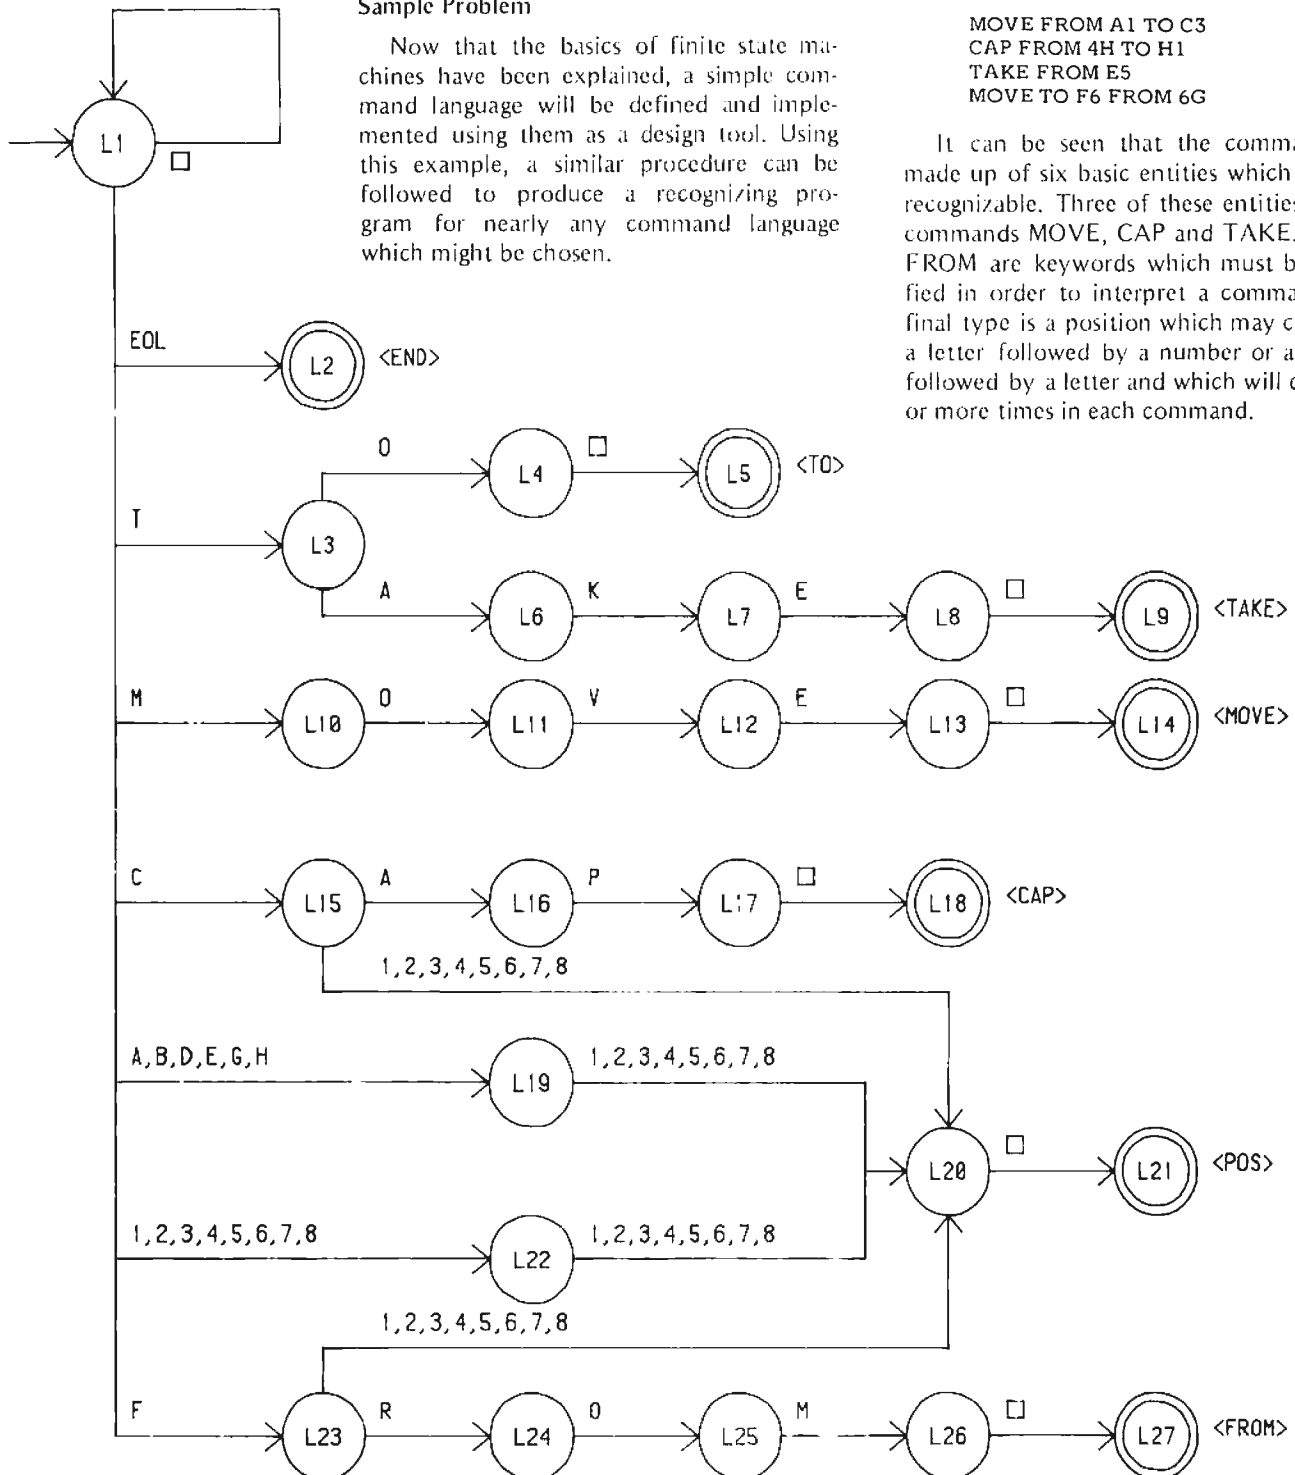 Sample Problem
Now that the basics of finite state ma-
chines have been explained, a simple com-
mand language will be defined and imple-
mented using them as a design tool. Using
this example, a similar procedure can be
followed to produce a recognizing pro-
gram for nearly any command language
which might be chosen.
MOVE FROM A1 TO C3
CAP FROM 4H TO H1
TAKE FROM E5
MOVE TO F6 FROM 6G
It can be seen that the comma
made up of six basic entities which
recognizable. Three of these entities
commands MOVE, CAP and TAKE.
FROM are keywords which must b
fied in order to interpret a comma
final type is a position which may c
a letter followed by a number or a
followed by a letter and which will c
or more times in each command.
L1
□
EOL
L2 <END>
O □
L4 L5 <TO>
T
L3
A K E □
L6 L7 L8 L9 <TAKE>
M O V E □
L10 L11 L12 L13 L14 <MOVE>
C A P □
L15 L16 L17 L18 <CAP>
1,2,3,4,5,6,7,8
A,B,D,E,G,H 1,2,3,4,5,6,7,8
L19
□
L20 L21 <POS>
1,2,3,4,5,6,7,8 1,2,3,4,5,6,7,8
L22
1,2,3,4,5,6,7,8
F R O M □
L23 L24 L25 L26 L27 <FROM>